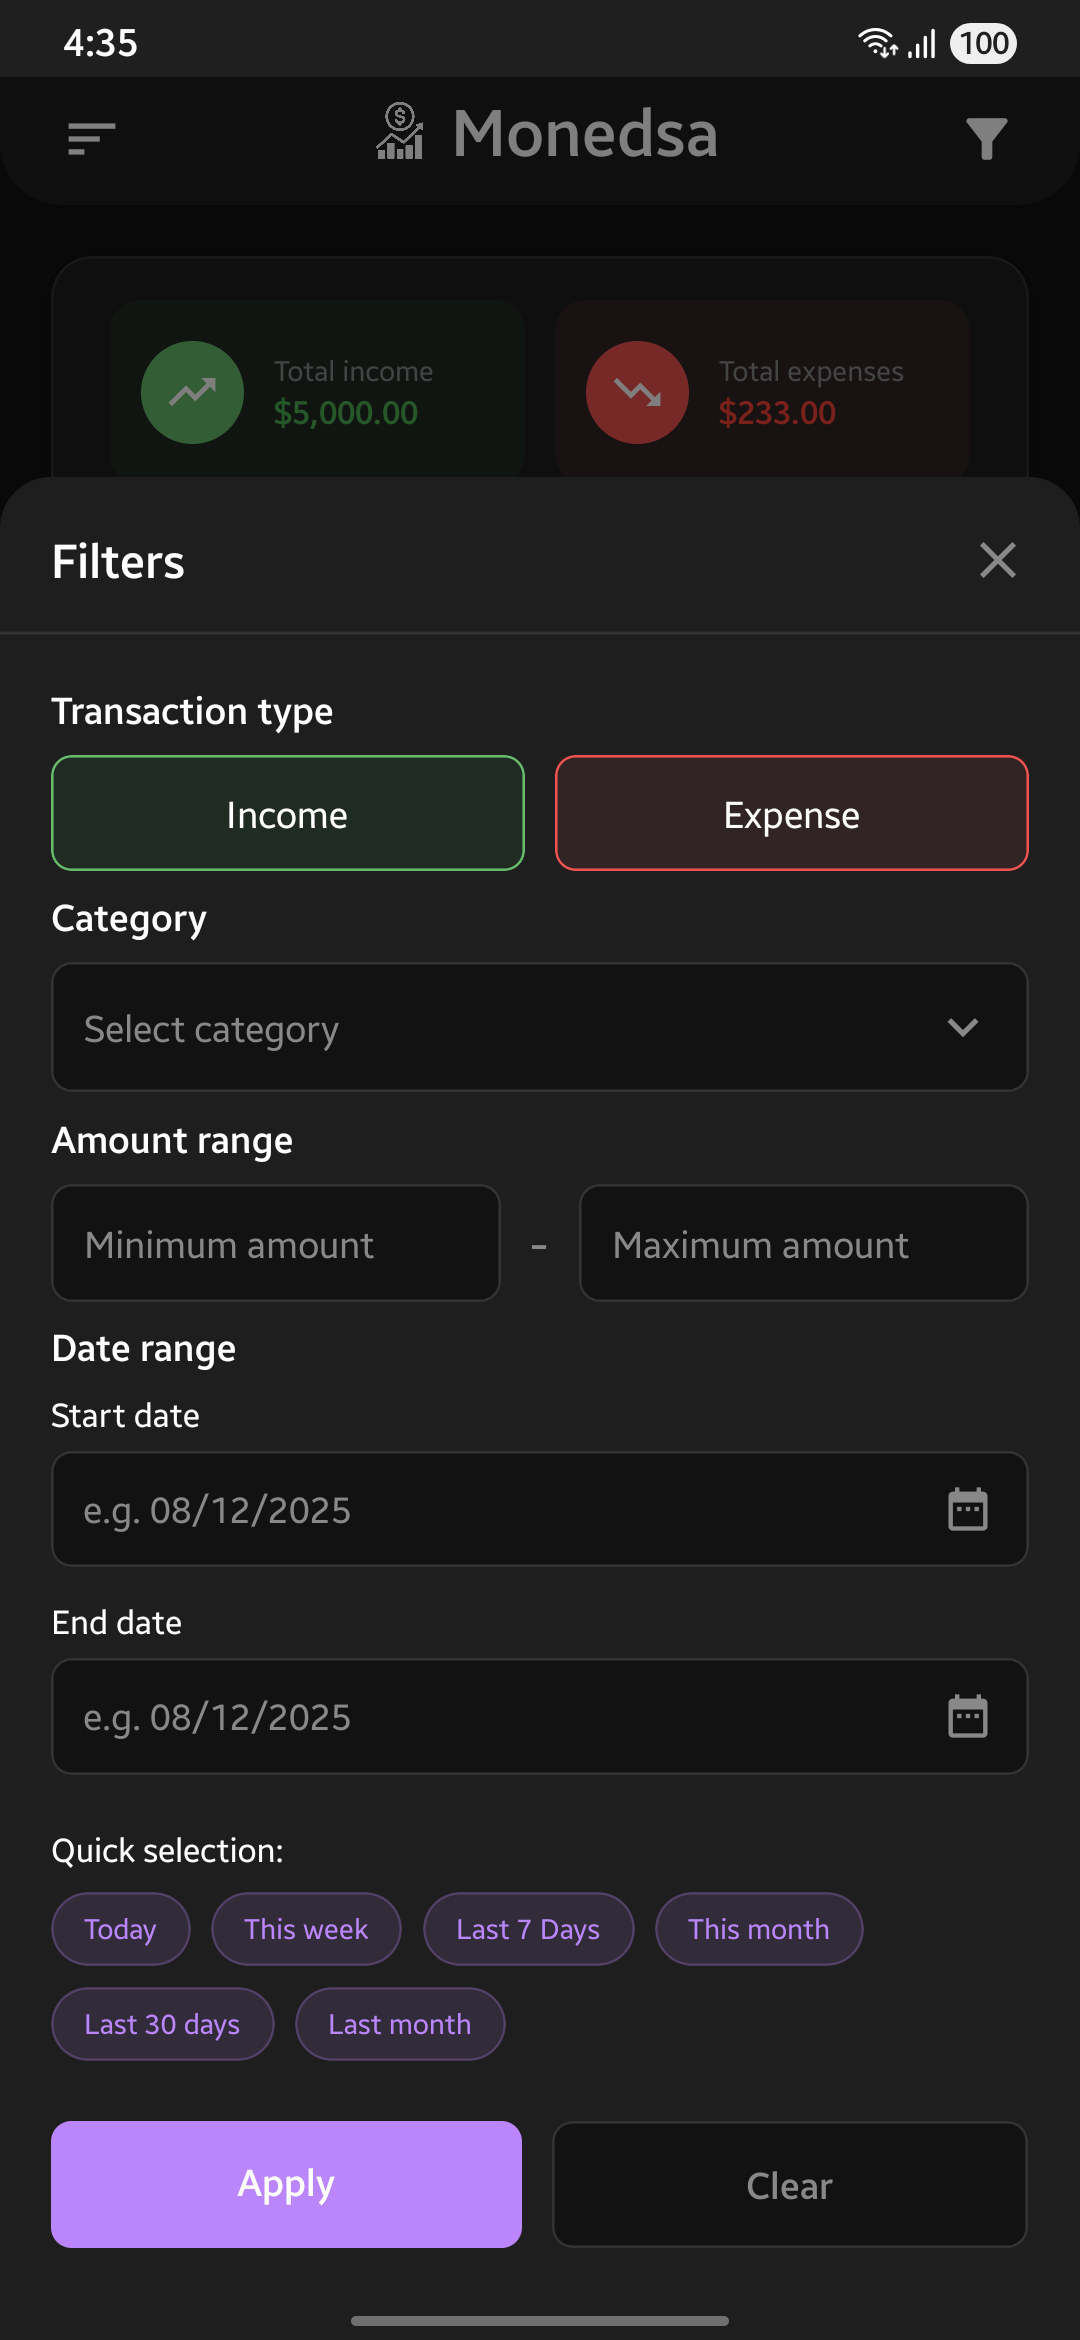 4:35
100
Monedsa
Total income
$5,000.00
Total expenses
$233.00
Filters
Transaction type
Income
Expense
Category
Select category
Amount range
Minimum amount
-
Maximum amount
Date range
Start date
e.g. 08/12/2025
End date
e.g. 08/12/2025
Quick selection:
Today
This week
Last 7 Days
This month
Last 30 days
Last month
Apply
Clear